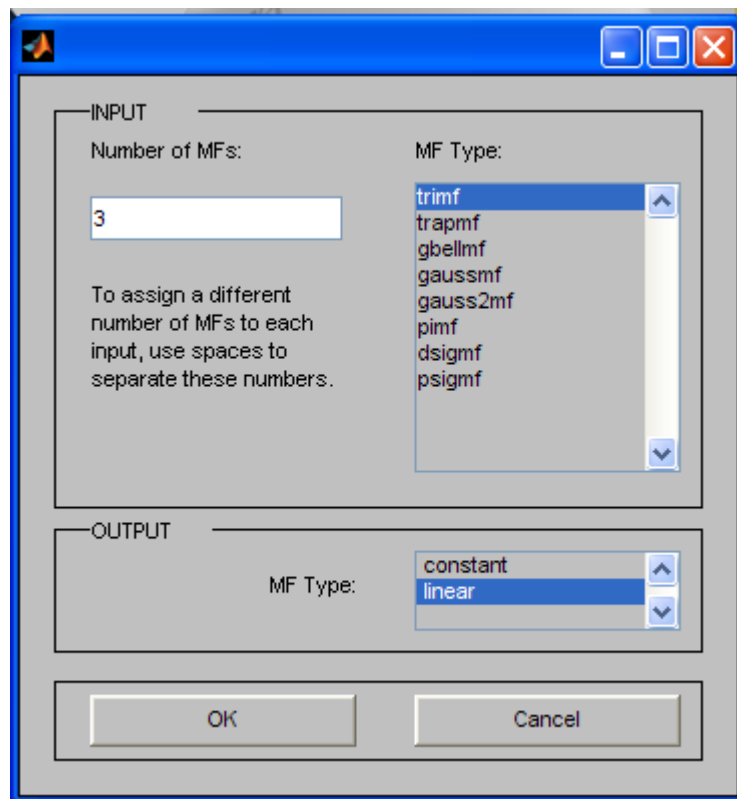 INPUT
Number of MFs:
3
To assign a different
number of MFs to each
input, use spaces to
separate these numbers.
MF Type:
trimf
trapmf
gbellmf
gaussmf
gauss2mf
pimf
dsigmf
psigmf
OUTPUT
MF Type:
constant
linear
OK
Cancel